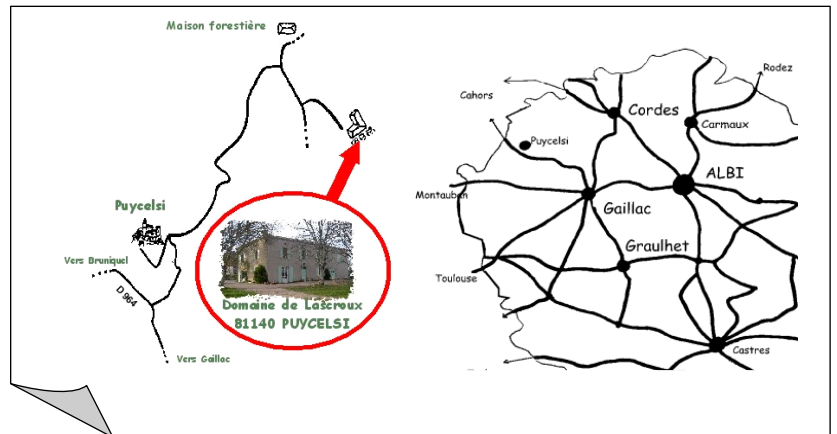 Maison forestière
Puycelsi
Vers Bruniquel
D 964
Vers Gaillac
Domaine de Lascroux
81140 PUYCELSI
Rodez
Cahors
Cordes
Carmaux
Puycelsi
ALBI
Montauban
Gaillac
Graulhet
Toulouse
Castres